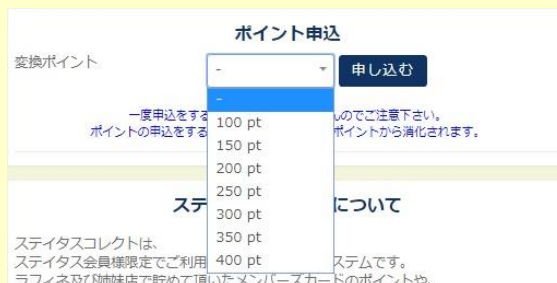 ポイント申込
変換ポイント
-
申し込む
-
100 pt
150 pt
200 pt
250 pt
300 pt
350 pt
400 pt
一度申込をする
んのでご注意下さい。
ポイントの申込をする
ポイントから消化されます。
ステ
について
ステイタスコレクトは、
ステイタス会員様限定でご利用
ステムです。
ラフィネ及び姉妹店で貯めて頂いたメンバーズカードのポイントや、